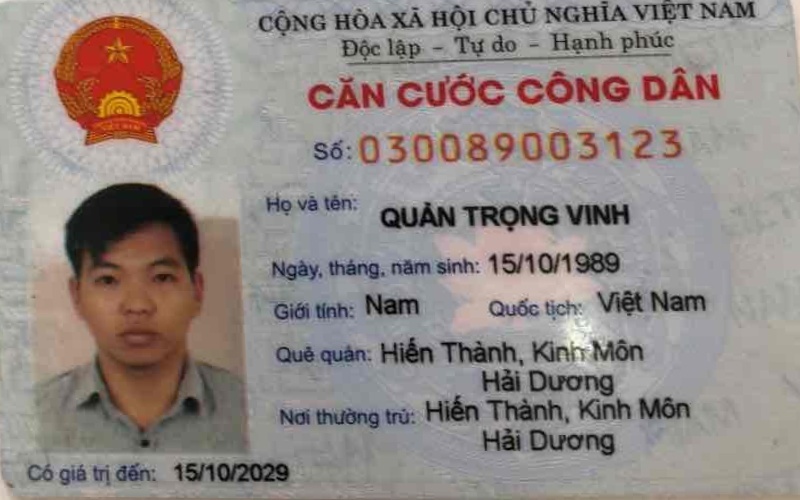 CỘNG HÒA XÃ HỘI CHỦ NGHĨA VIỆT NAM
Độc lập - Tự do - Hạnh phúc
CĂN CƯỚC CÔNG DÂN
Số: 030089003123
Họ và tên: QUẢN TRỌNG VINH
Ngày, tháng, năm sinh: 15/10/1989
Giới tính: Nam Quốc tịch: Việt Nam
Quê quán: Hiến Thành, Kinh Môn
Hải Dương
Nơi thường trú: Hiến Thành, Kinh Môn
Hải Dương
Có giá trị đến: 15/10/2029